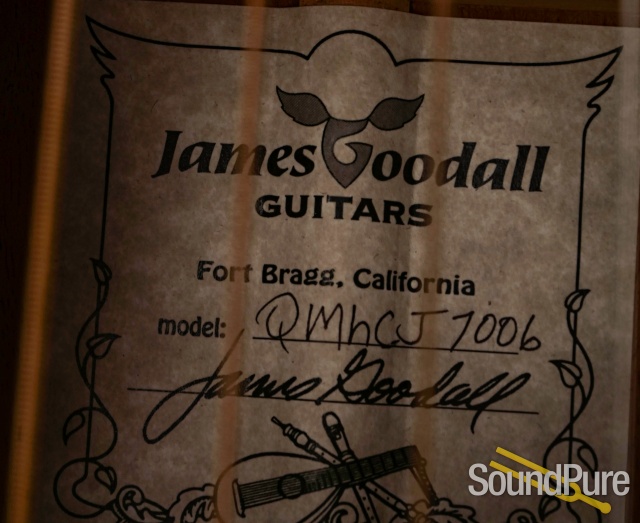 James Goodall
GUITARS
Fort Bragg, California
model: QMhCJ 7006
James Goodall
SoundPure